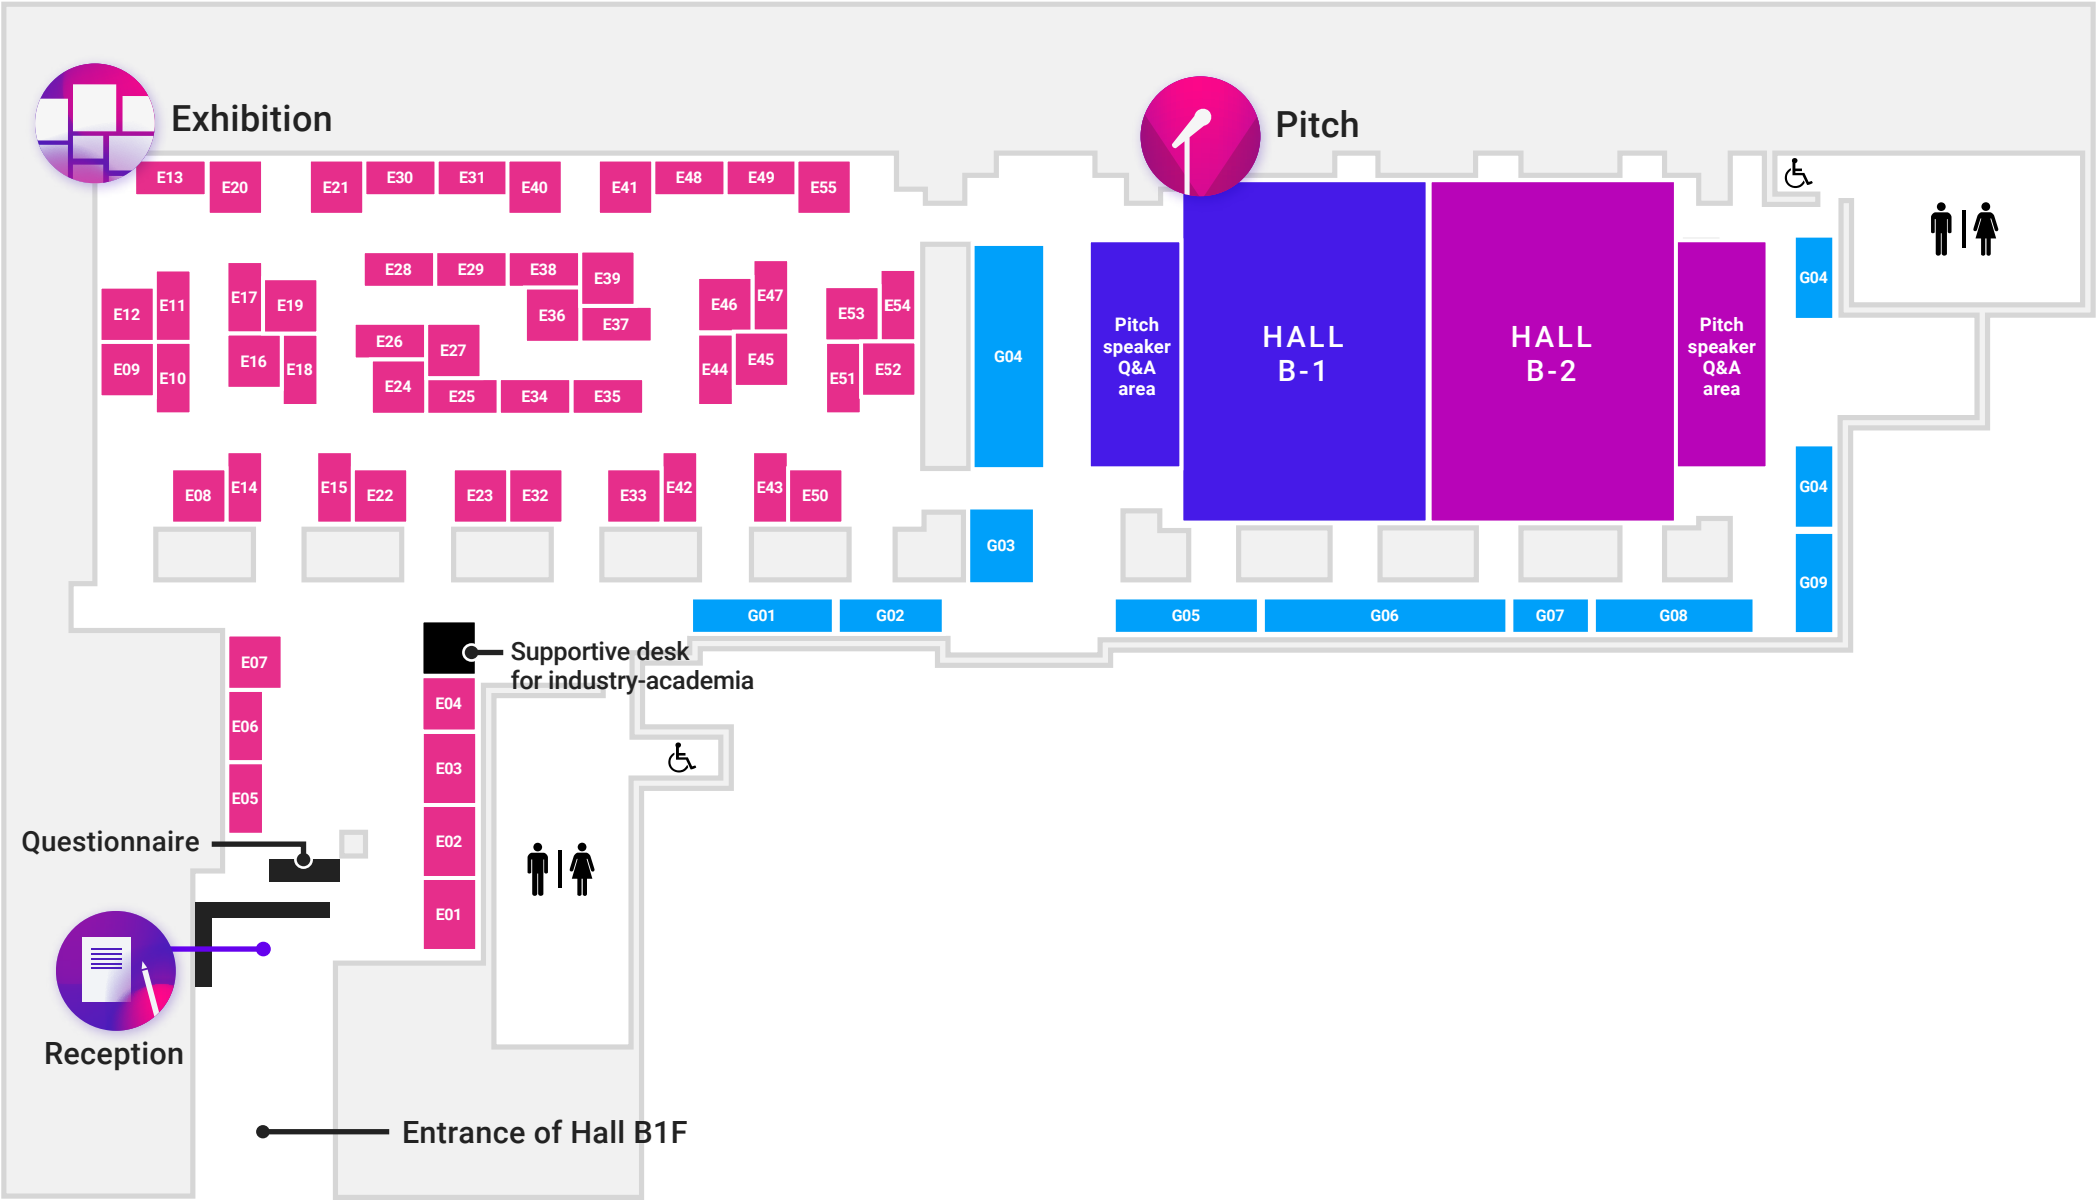 Exhibition
Pitch
E13
E20
E21
E30
E31
E40
E41
E48
E49
E55
E12
E11
E09
E10
E17
E19
E16
E18
E28
E29
E38
E39
E36
E37
E26
E27
E24
E25
E34
E35
E46
E47
E44
E45
E53
E54
E51
E52
G04
Pitch
speaker
Q&A
area
HALL
B-1
HALL
B-2
Pitch
speaker
Q&A
area
G04
G04
G09
E08
E14
E15
E22
E23
E32
E33
E42
E43
E50
G03
G01
G02
G05
G06
G07
G08
E07
E06
E05
Supportive desk
for industry-academia
E04
E03
E02
E01
Questionnaire
Reception
Entrance of Hall B1F